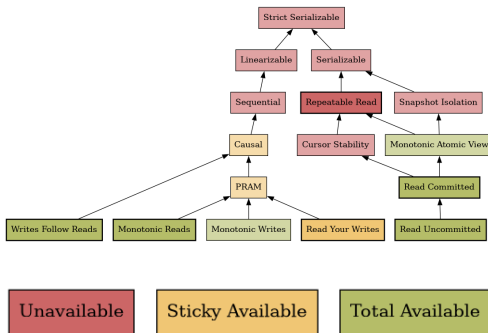 Strict Serializable
Linearizable
Serializable
Sequential
Repeatable Read
Snapshot Isolation
Causal
Cursor Stability
Monotonic Atomic View
PRAM
Read Committed
Writes Follow Reads
Monotonic Reads
Monotonic Writes
Read Your Writes
Read Uncommitted
Unavailable
Sticky Available
Total Available